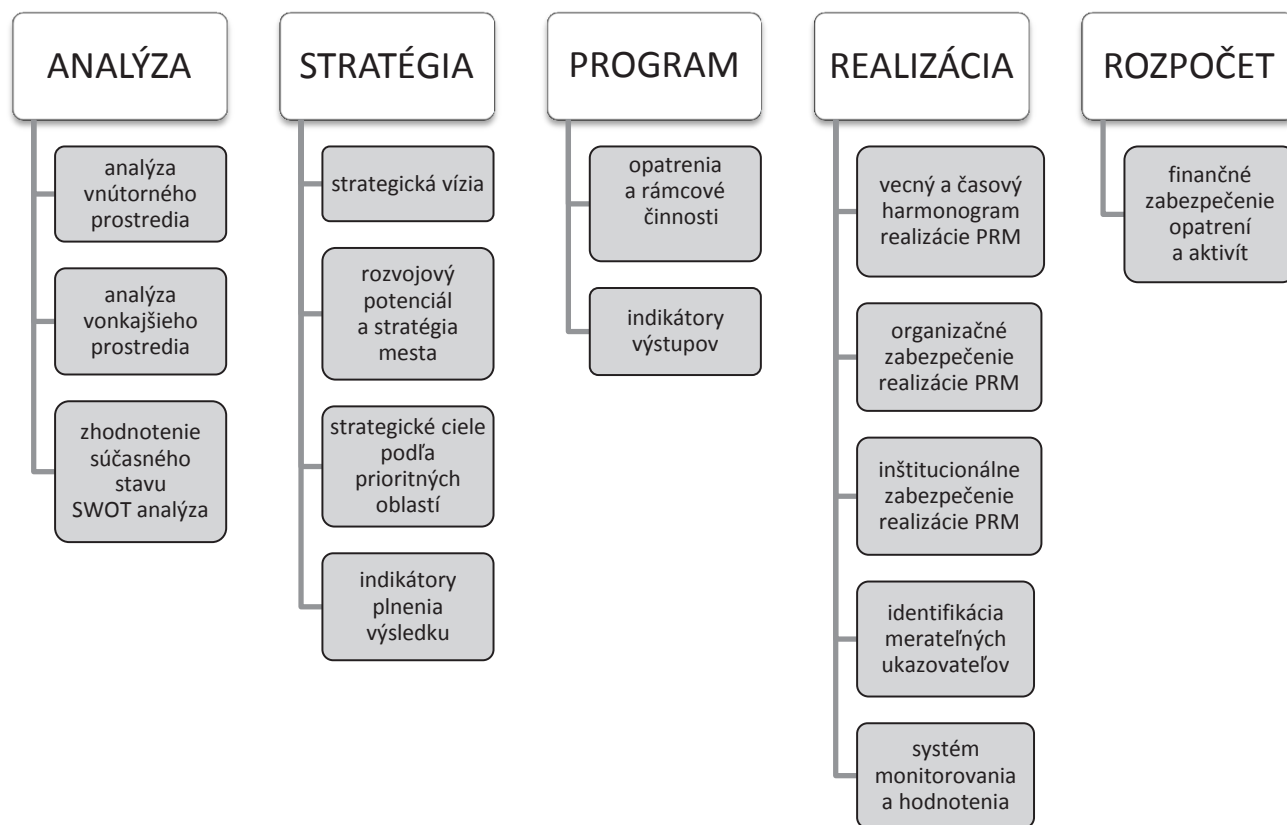 ANALÝZA
analýza
vnútorného
prostredia
analýza
vonkajšieho
prostredia
zhodnotenie
súčasného
stavu
SWOT analýza
STRATÉGIA
strategická vízia
rozvojový
potenciál
a stratégia
mesta
strategické ciele
podľa
prioritných
oblastí
indikátory
plnenia
výsledku
PROGRAM
opatrenia
a rámcové
činnosti
indikátory
výstupov
REALIZÁCIA
vecný a časový
harmonogram
realizácie PRM
organizačné
zabezpečenie
realizácie PRM
inštitucionálne
zabezpečenie
realizácie PRM
identifikácia
merateľných
ukazovateľov
systém
monitorovania
a hodnotenia
ROZPOČET
finančné
zabezpečenie
opatrení
a aktivít